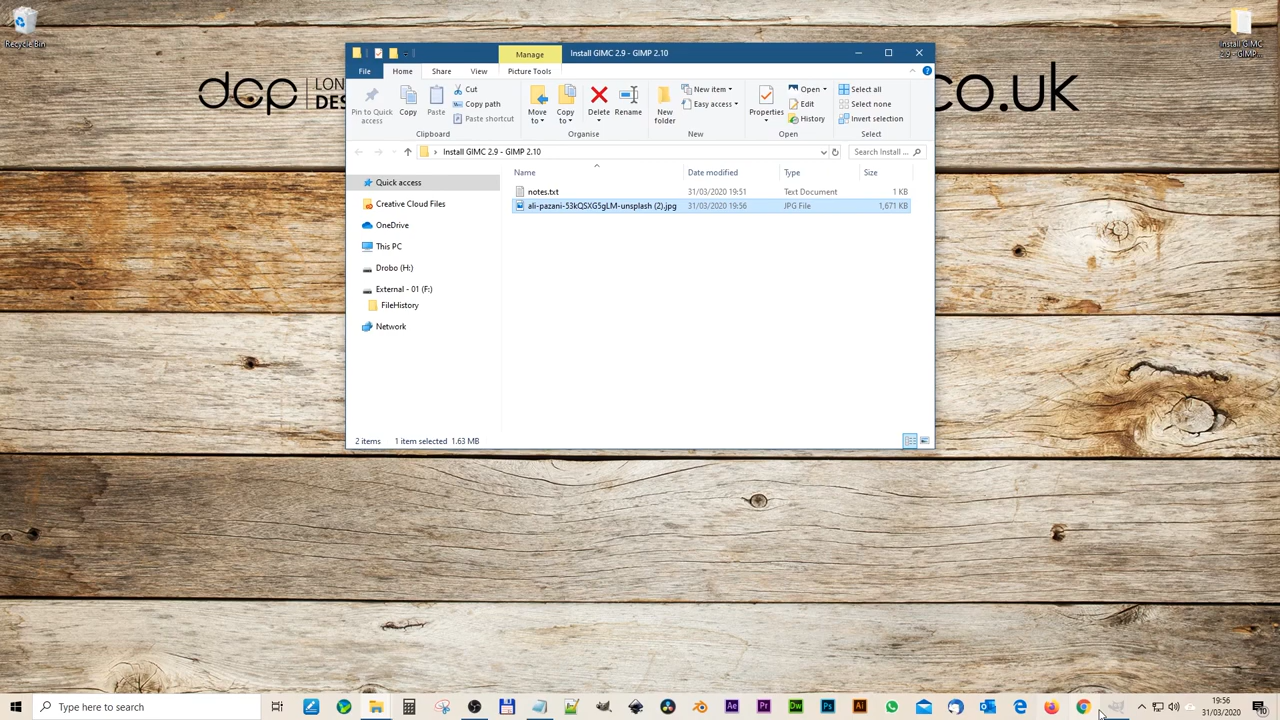 Recycle Bin
Install GIMC
2.9 - GIMP...
dcp
LON
DES
co.uk
Manage
Install GIMC 2.9 - GIMP 2.10
File
Home
Share
View
Picture Tools
Pin to Quick
access
Copy
Paste
Cut
Copy path
Paste shortcut
Clipboard
Move
to
Copy
to
Delete
Rename
Organise
New
folder
New item
Easy access
New
Properties
Open
Edit
History
Open
Select all
Select none
Invert selection
Select
Install GIMC 2.9 - GIMP 2.10
Search Install ...
Name
Date modified
Type
Size
notes.txt
31/03/2020 19:51
Text Document
1 KB
ali-pazani-53kQSXG5gLM-unsplash (2).jpg
31/03/2020 19:56
JPG File
1,671 KB
Quick access
Creative Cloud Files
OneDrive
This PC
Drobo (H:)
External - 01 (F:)
FileHistory
Network
2 items
1 item selected 1.63 MB
Type here to search
Ae
Pr
Dw
Ps
Ai
19:56
31/03/2020
10